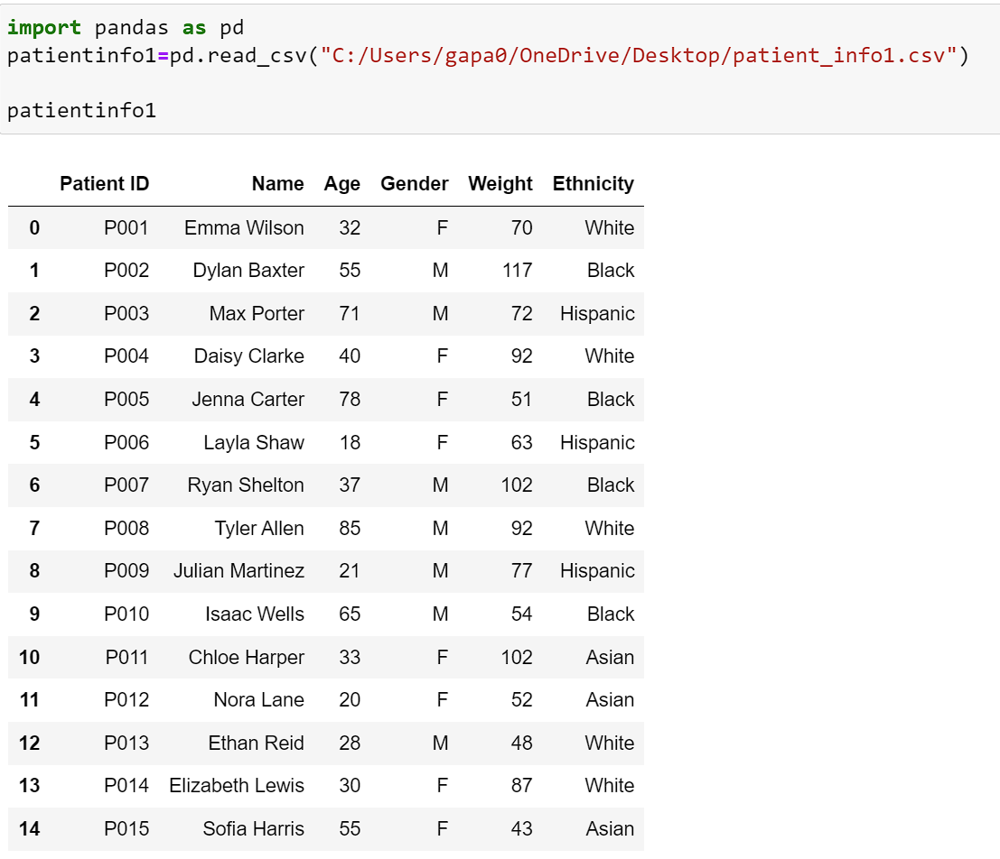 import pandas as pd
patientinfo1=pd.read_csv("C:/Users/gapa0/OneDrive/Desktop/patient_info1.csv")
patientinfo1
Patient ID Name Age Gender Weight Ethnicity
0 P001 Emma Wilson 32 F 70 White
1 P002 Dylan Baxter 55 M 117 Black
2 P003 Max Porter 71 M 72 Hispanic
3 P004 Daisy Clarke 40 F 92 White
4 P005 Jenna Carter 78 F 51 Black
5 P006 Layla Shaw 18 F 63 Hispanic
6 P007 Ryan Shelton 37 M 102 Black
7 P008 Tyler Allen 85 M 92 White
8 P009 Julian Martinez 21 M 77 Hispanic
9 P010 Isaac Wells 65 M 54 Black
10 P011 Chloe Harper 33 F 102 Asian
11 P012 Nora Lane 20 F 52 Asian
12 P013 Ethan Reid 28 M 48 White
13 P014 Elizabeth Lewis 30 F 87 White
14 P015 Sofia Harris 55 F 43 Asian